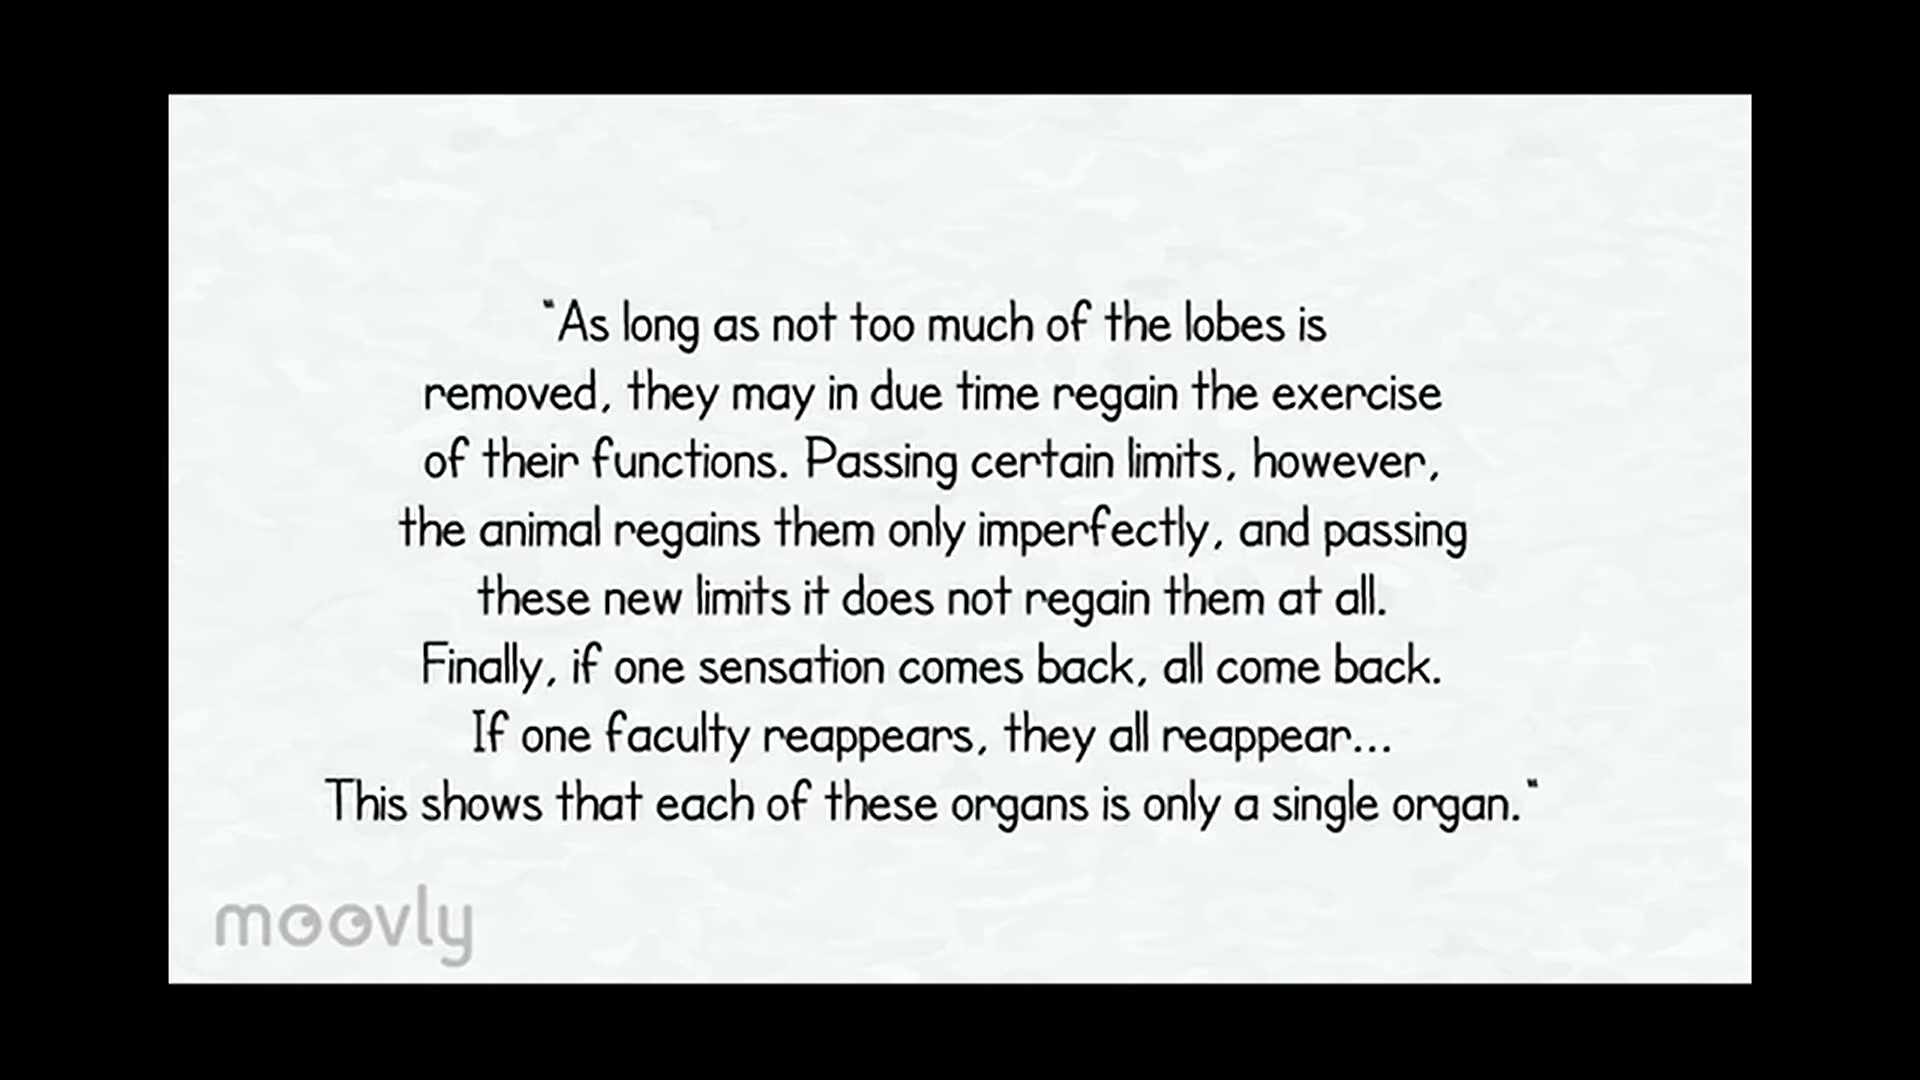 "As long as not too much of the lobes is
removed, they may in due time regain the exercise
of their functions. Passing certain limits, however,
the animal regains them only imperfectly, and passing
these new limits it does not regain them at all.
Finally, if one sensation comes back, all come back.
If one faculty reappears, they all reappear...
This shows that each of these organs is only a single organ."
moovly